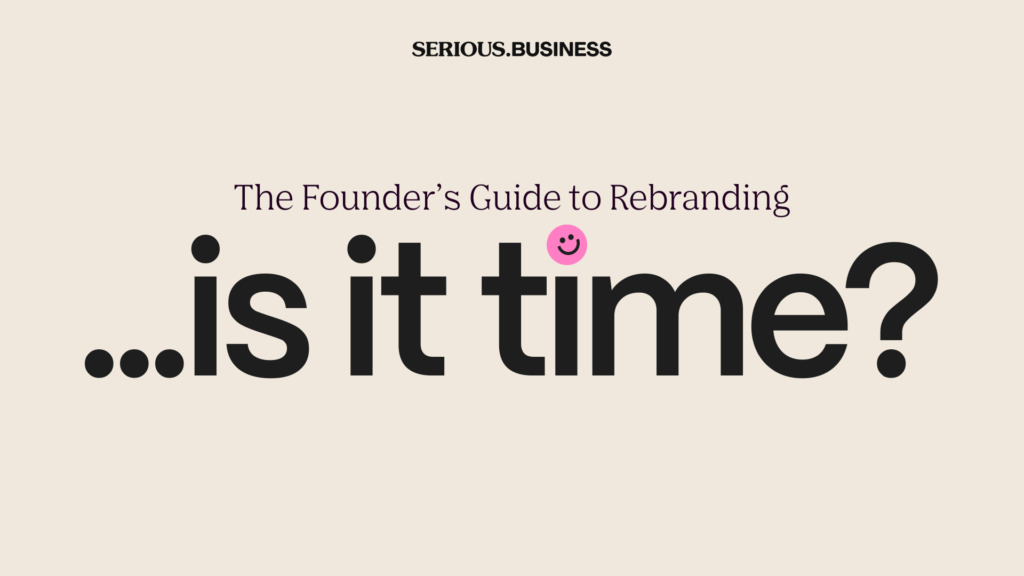 SERIOUS.BUSINESS
The Founder’s Guide to Rebranding
...is it time?